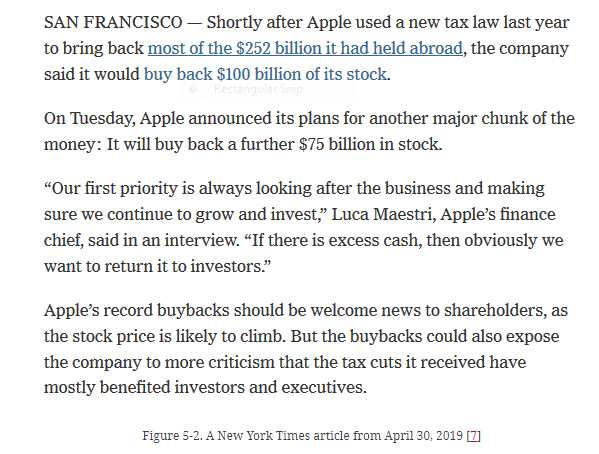 SAN FRANCISCO — Shortly after Apple used a new tax law last year
to bring back most of the $252 billion it had held abroad, the company
said it would buy back $100 billion of its stock.
Rectangular Snip
On Tuesday, Apple announced its plans for another major chunk of the
money: It will buy back a further $75 billion in stock.
“Our first priority is always looking after the business and making
sure we continue to grow and invest,” Luca Maestri, Apple’s finance
chief, said in an interview. “If there is excess cash, then obviously we
want to return it to investors.”
Apple’s record buybacks should be welcome news to shareholders, as
the stock price is likely to climb. But the buybacks could also expose
the company to more criticism that the tax cuts it received have
mostly benefited investors and executives.
Figure 5-2. A New York Times article from April 30, 2019 [7]